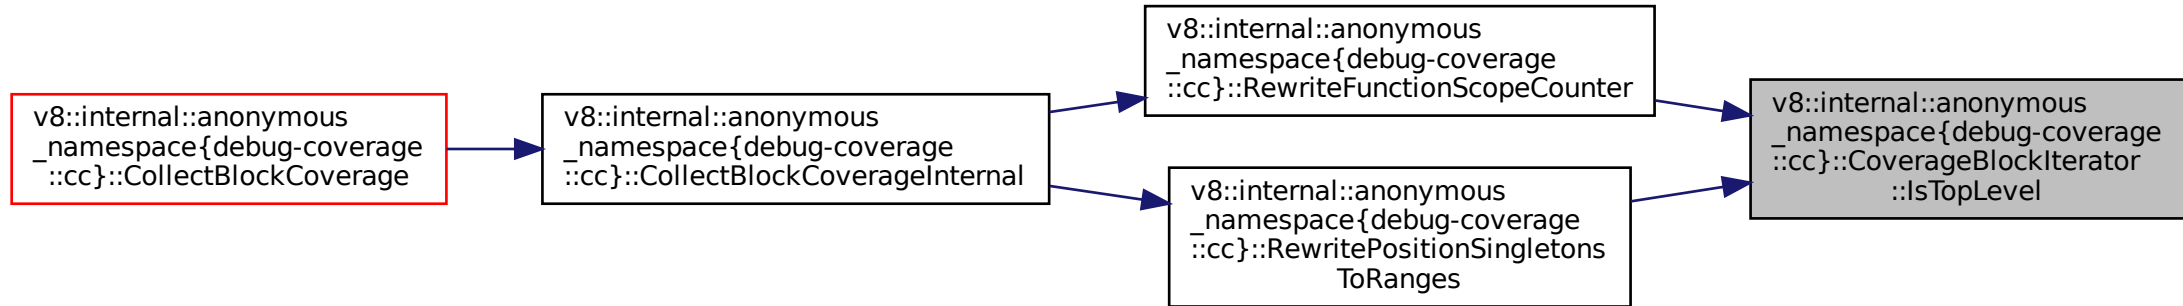 v8::internal::anonymous
_namespace{debug-coverage
::cc}::CollectBlockCoverage
v8::internal::anonymous
_namespace{debug-coverage
::cc}::CollectBlockCoverageInternal
v8::internal::anonymous
_namespace{debug-coverage
::cc}::RewriteFunctionScopeCounter
v8::internal::anonymous
_namespace{debug-coverage
::cc}::RewritePositionSingletons
ToRanges
v8::internal::anonymous
_namespace{debug-coverage
::cc}::CoverageBlockIterator
::IsTopLevel